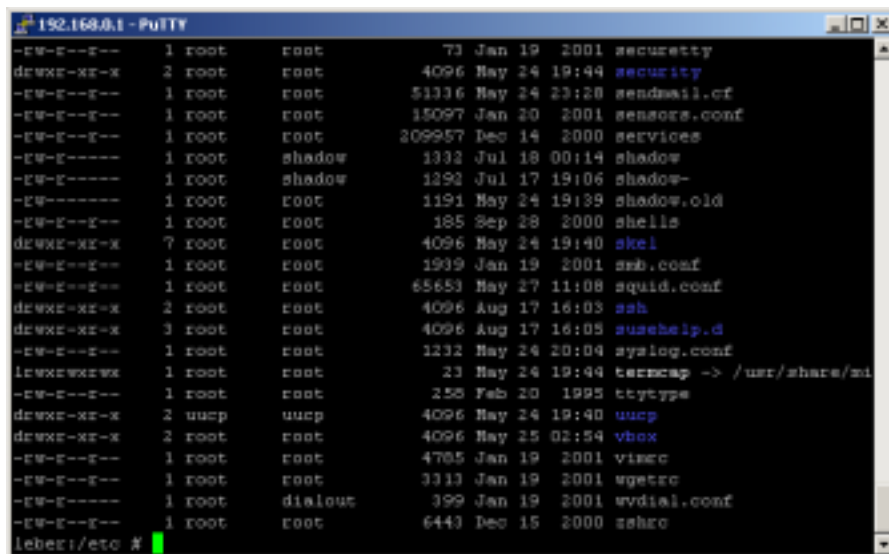 192.168.0.1 - PuTTY
-rw-r--r-- 1 root root 73 Jan 19 2001 securetty
drwxr-xr-x 2 root root 4096 May 24 19:44 security
-rw-r--r-- 1 root root 51336 May 24 23:28 sendmail.cf
-rw-r--r-- 1 root root 15097 Jan 20 2001 sensors.conf
-rw-r--r-- 1 root root 209957 Dec 14 2000 services
-rw-r----- 1 root shadow 1332 Jul 18 00:14 shadow
-rw-r----- 1 root shadow 1292 Jul 17 19:06 shadow-
-rw------- 1 root root 1191 May 24 19:39 shadow.old
-rw-r--r-- 1 root root 185 Sep 28 2000 shells
drwxr-xr-x 7 root root 4096 May 24 19:40 skel
-rw-r--r-- 1 root root 1939 Jan 19 2001 smb.conf
-rw-r--r-- 1 root root 65653 May 27 11:08 squid.conf
drwxr-xr-x 2 root root 4096 Aug 17 16:03 ssh
drwxr-xr-x 3 root root 4096 Aug 17 16:05 susehelp.d
-rw-r--r-- 1 root root 1232 May 24 20:04 syslog.conf
lrwxrwxrwx 1 root root 23 May 24 19:44 termcap -> /usr/share/mi
-rw-r--r-- 1 root root 258 Feb 20 1995 ttytype
drwxr-xr-x 2 uucp uucp 4096 May 24 19:40 uucp
drwxr-xr-x 2 root root 4096 May 25 02:54 vbox
-rw-r--r-- 1 root root 4785 Jan 19 2001 vimrc
-rw-r--r-- 1 root root 3313 Jan 19 2001 wgetrc
-rw-r----- 1 root dialout 399 Jan 19 2001 wvdial.conf
-rw-r--r-- 1 root root 6443 Dec 15 2000 zshrc
leber:/etc #